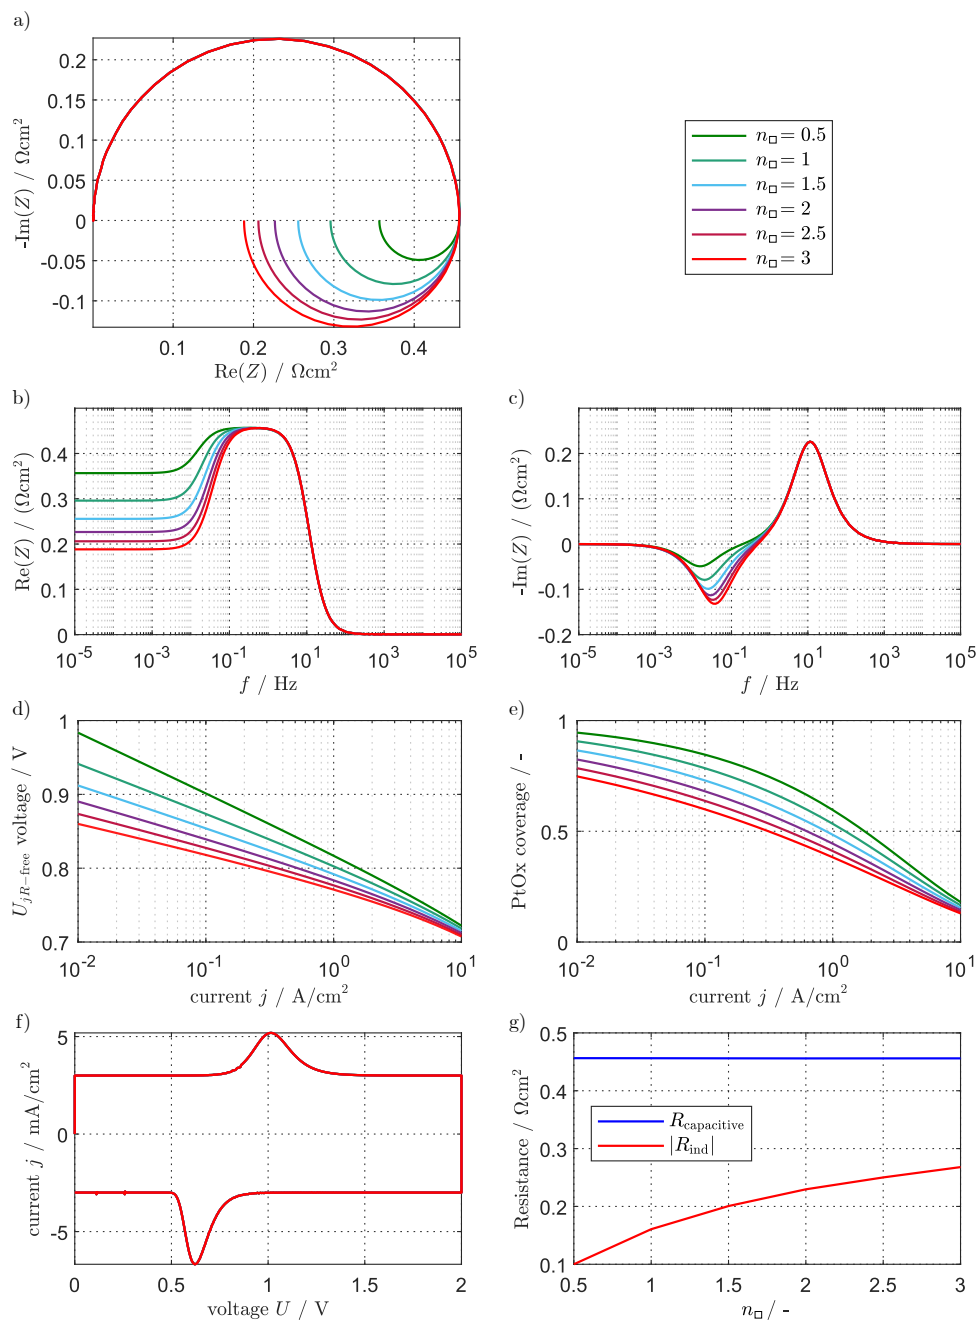 a)
0.2
0.15
0.1
0.05
0
-0.05
-0.1
-Im(Z) / Ωcm²
0.1 0.2 0.3 0.4
Re(Z) / Ωcm²
n□ = 0.5
n□ = 1
n□ = 1.5
n□ = 2
n□ = 2.5
n□ = 3
b)
0.4
0.3
0.2
0.1
0
Re(Z) / (Ωcm²)
10⁻⁵ 10⁻³ 10⁻¹ 10¹ 10³ 10⁵
f / Hz
c)
0.2
0.1
0
-0.1
-0.2
-Im(Z) / (Ωcm²)
10⁻⁵ 10⁻³ 10⁻¹ 10¹ 10³ 10⁵
f / Hz
d)
1
0.9
0.8
0.7
U_{jR−free} voltage / V
10⁻² 10⁻¹ 10⁰ 10¹
current j / A/cm²
e)
1
0.5
0
PtOx coverage / -
10⁻² 10⁻¹ 10⁰ 10¹
current j / A/cm²
f)
5
0
-5
current j / mA/cm²
0 0.5 1 1.5 2
voltage U / V
g)
0.5
0.4
0.3
0.2
0.1
Resistance / Ωcm²
R_{capacitive}
|R_{ind}|
0.5 1 1.5 2 2.5 3
n□ / -